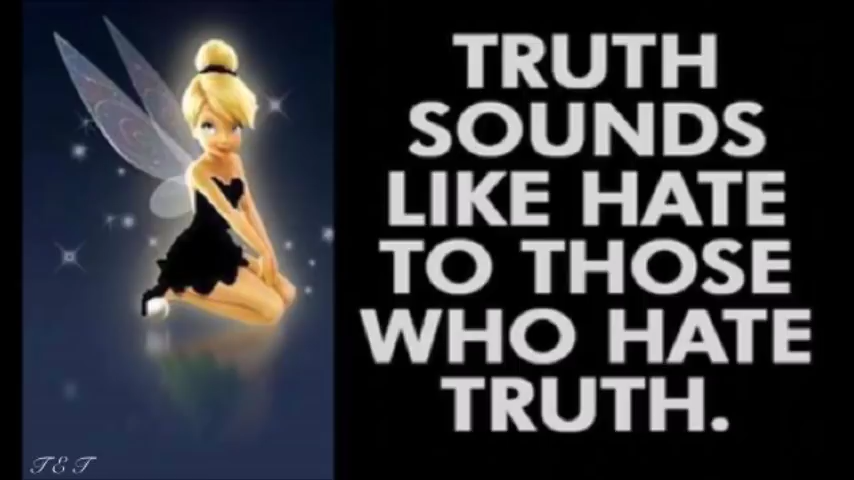 TRUTH
SOUNDS
LIKE HATE
TO THOSE
WHO HATE
TRUTH.
T&T